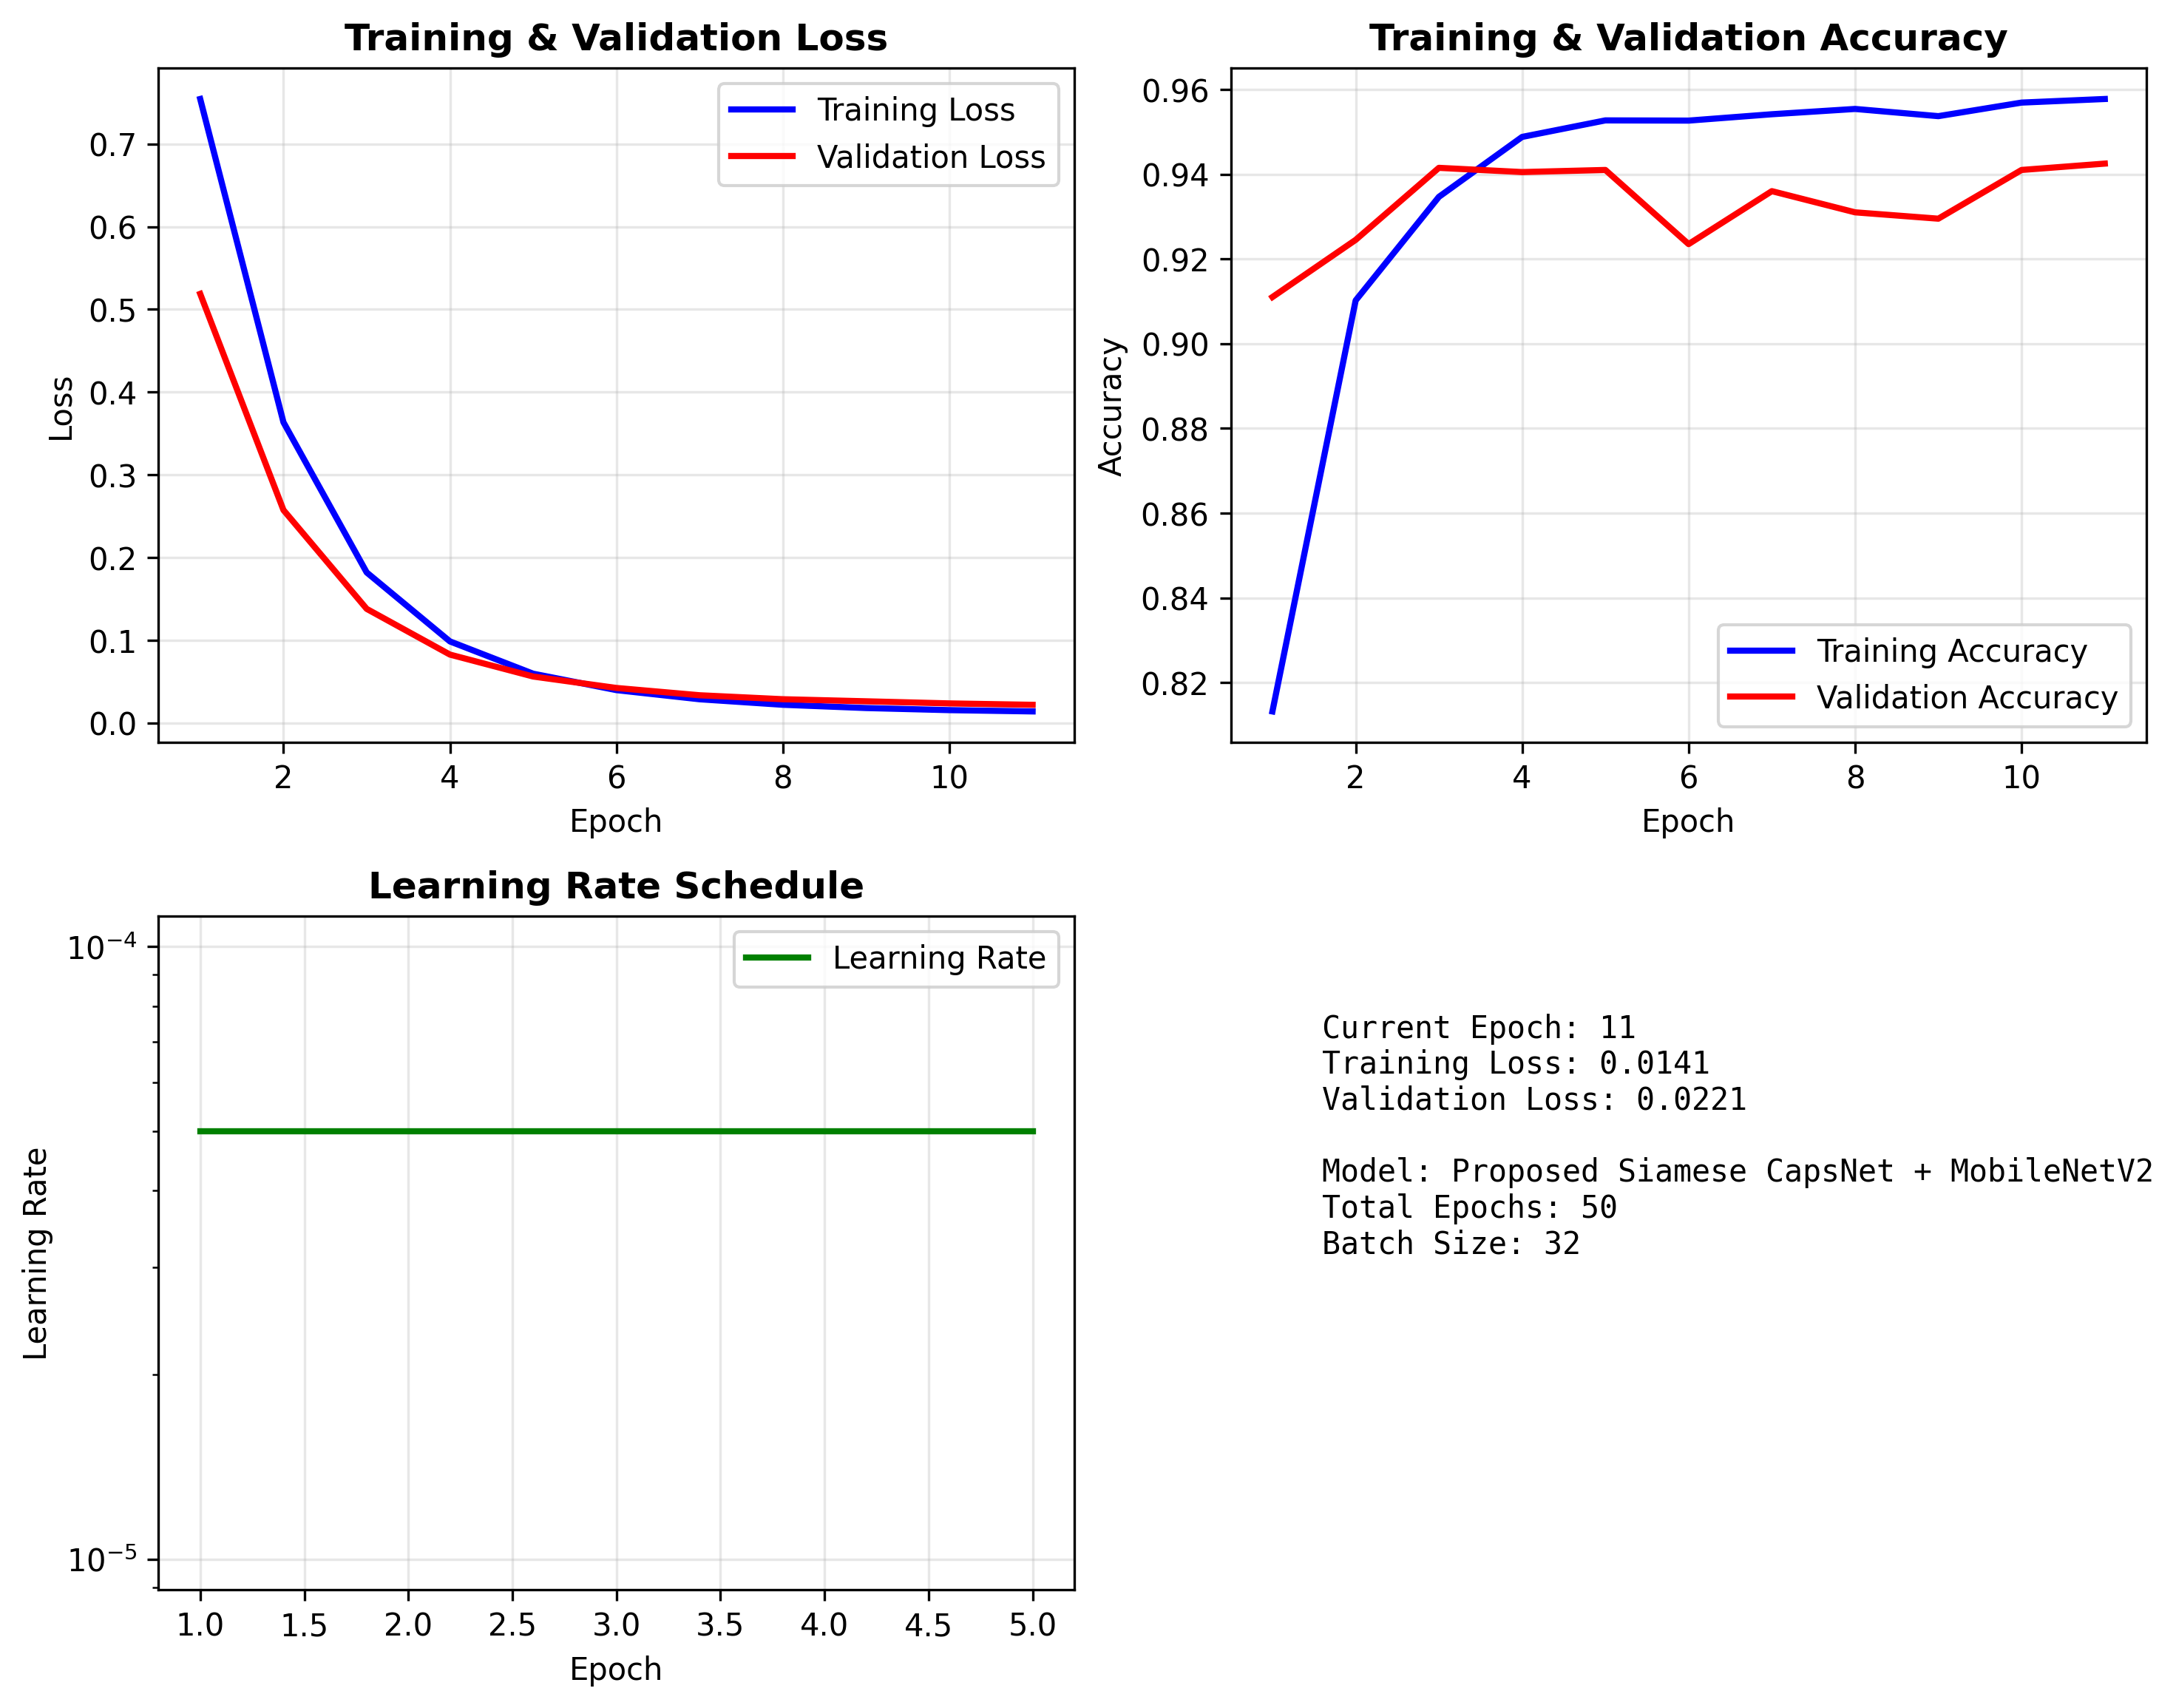 Training & Validation Loss
Training Loss
Validation Loss
0.7
0.6
0.5
0.4
0.3
0.2
0.1
0.0
Loss
2 4 6 8 10
Epoch
Training & Validation Accuracy
0.96
0.94
0.92
0.90
0.88
0.86
0.84
0.82
Accuracy
Training Accuracy
Validation Accuracy
2 4 6 8 10
Epoch
Learning Rate Schedule
Learning Rate
10⁻⁴
10⁻⁵
Learning Rate
1.0 1.5 2.0 2.5 3.0 3.5 4.0 4.5 5.0
Epoch
Current Epoch: 11
Training Loss: 0.0141
Validation Loss: 0.0221
Model: Proposed Siamese CapsNet + MobileNetV2
Total Epochs: 50
Batch Size: 32